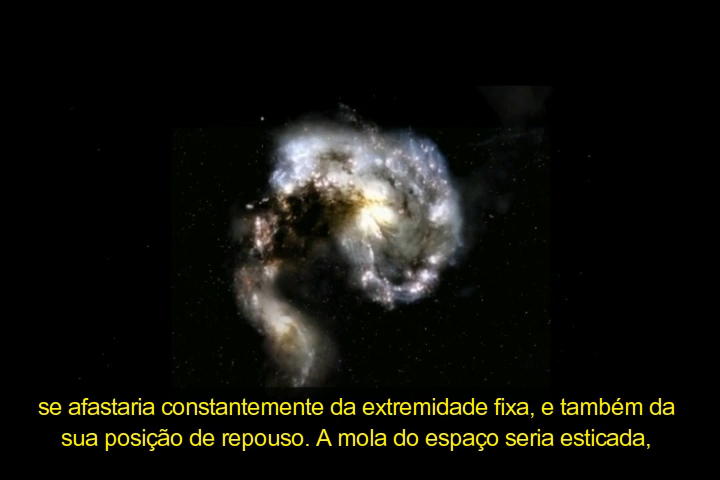 se afastaria constantemente da extremidade fixa, e também da
sua posição de repouso. A mola do espaço seria esticada,